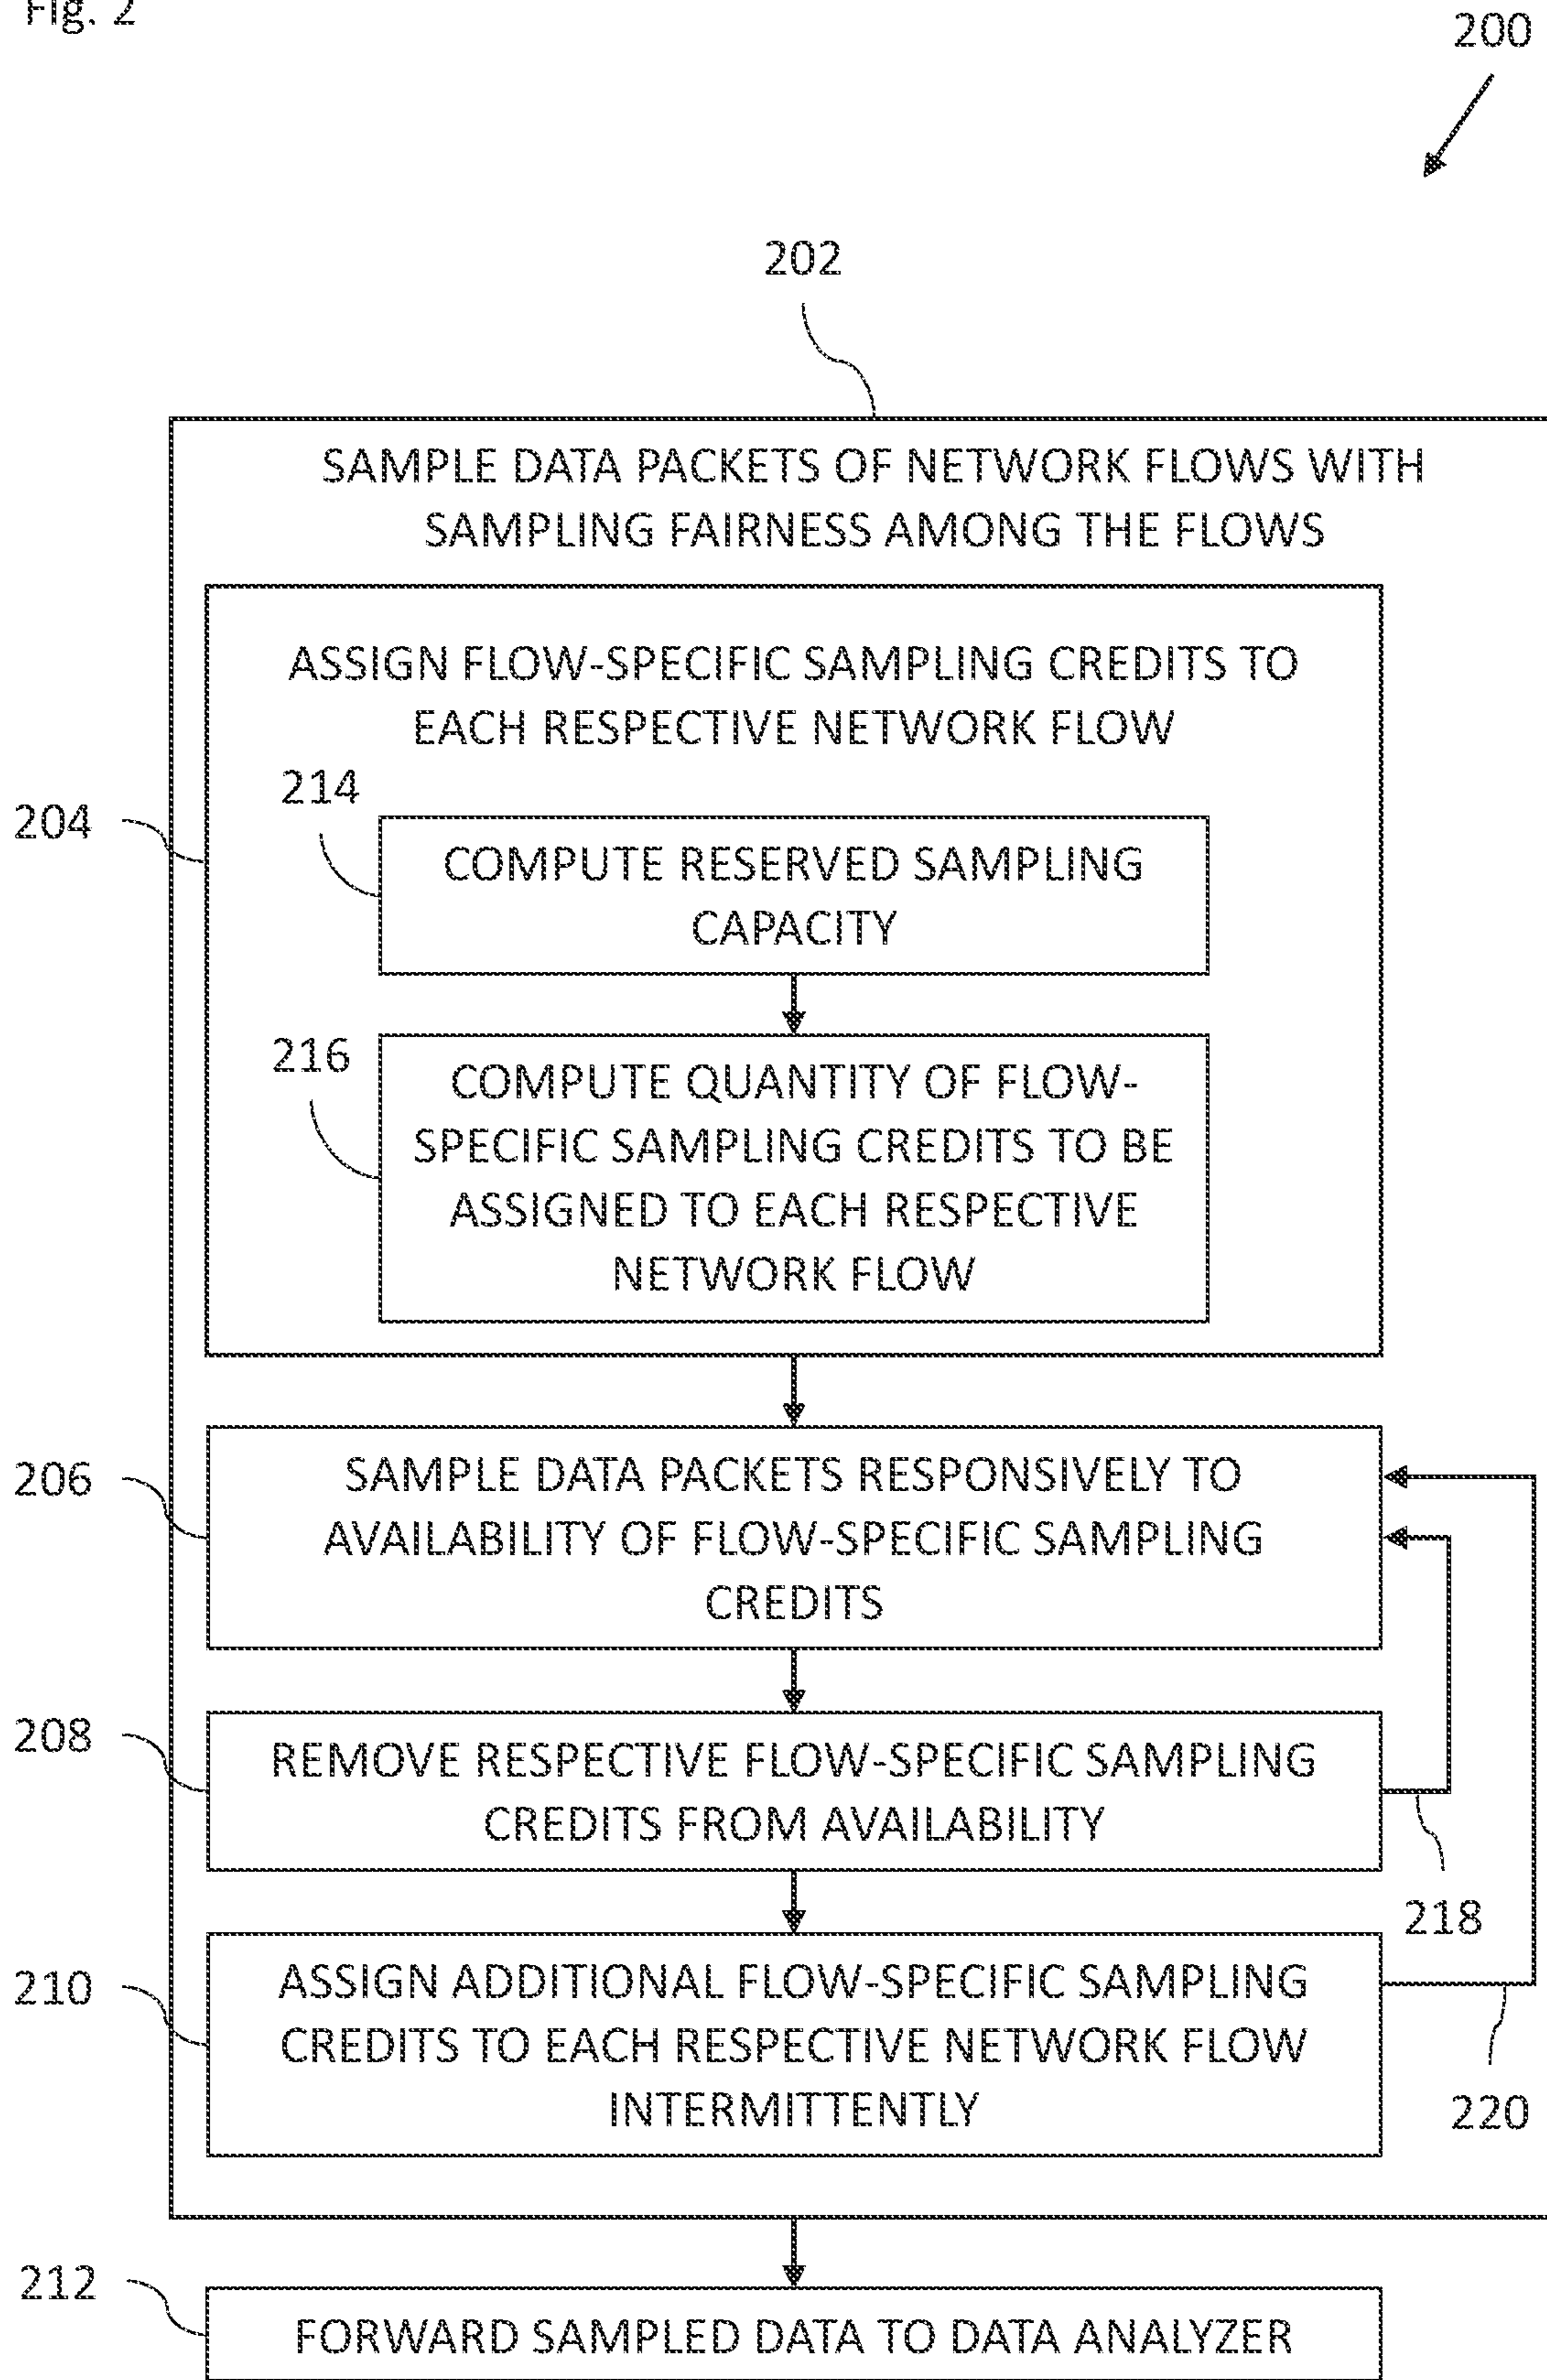 Fig. 2
200
202
SAMPLE DATA PACKETS OF NETWORK FLOWS WITH
SAMPLING FAIRNESS AMONG THE FLOWS
ASSIGN FLOW-SPECIFIC SAMPLING CREDITS TO
EACH RESPECTIVE NETWORK FLOW
214
204
COMPUTE RESERVED SAMPLING
CAPACITY
216
COMPUTE QUANTITY OF FLOW-
SPECIFIC SAMPLING CREDITS TO BE
ASSIGNED TO EACH RESPECTIVE
NETWORK FLOW
206
SAMPLE DATA PACKETS RESPONSIVELY TO
AVAILABILITY OF FLOW-SPECIFIC SAMPLING
CREDITS
208
REMOVE RESPECTIVE FLOW-SPECIFIC SAMPLING
CREDITS FROM AVAILABILITY
218
210
ASSIGN ADDITIONAL FLOW-SPECIFIC SAMPLING
CREDITS TO EACH RESPECTIVE NETWORK FLOW
INTERMITTENTLY
220
212
FORWARD SAMPLED DATA TO DATA ANALYZER